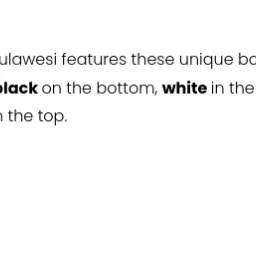 ulawesi features these unique bo
black on the bottom, white in the
the top.